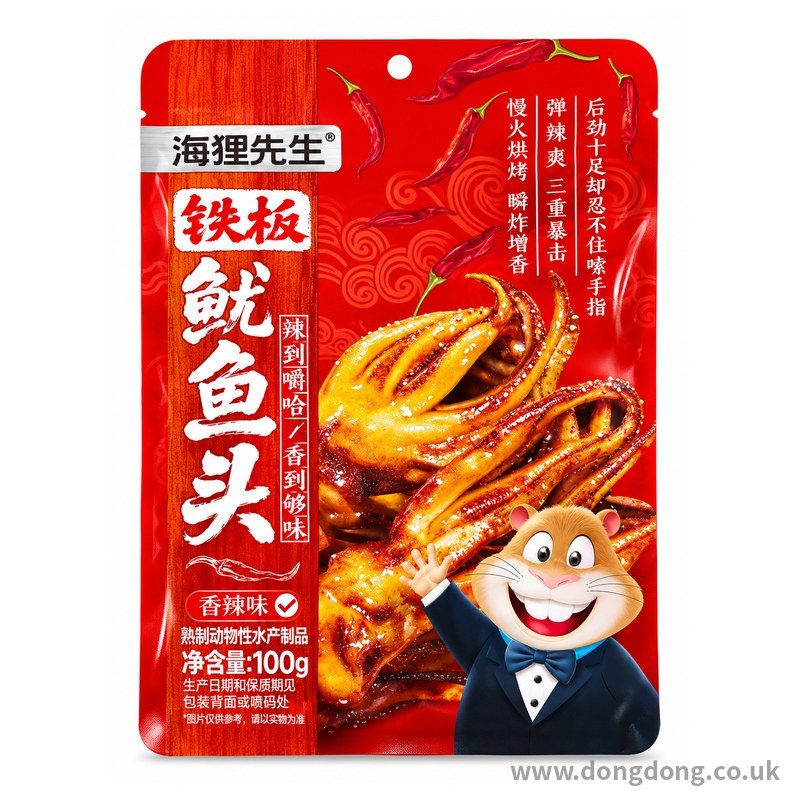 海狸先生®
铁板
鱿鱼头
辣到嚼哈/香到够味
香辣味
熟制动物性水产制品
净含量:100g
生产日期和保质期见
包装背面或喷码处
*图片仅供参考，请以实物为准
后劲十足却忍不住嗦手指
弹辣爽 三重暴击
慢火烘烤 瞬炸增香
www.dongdong.co.uk